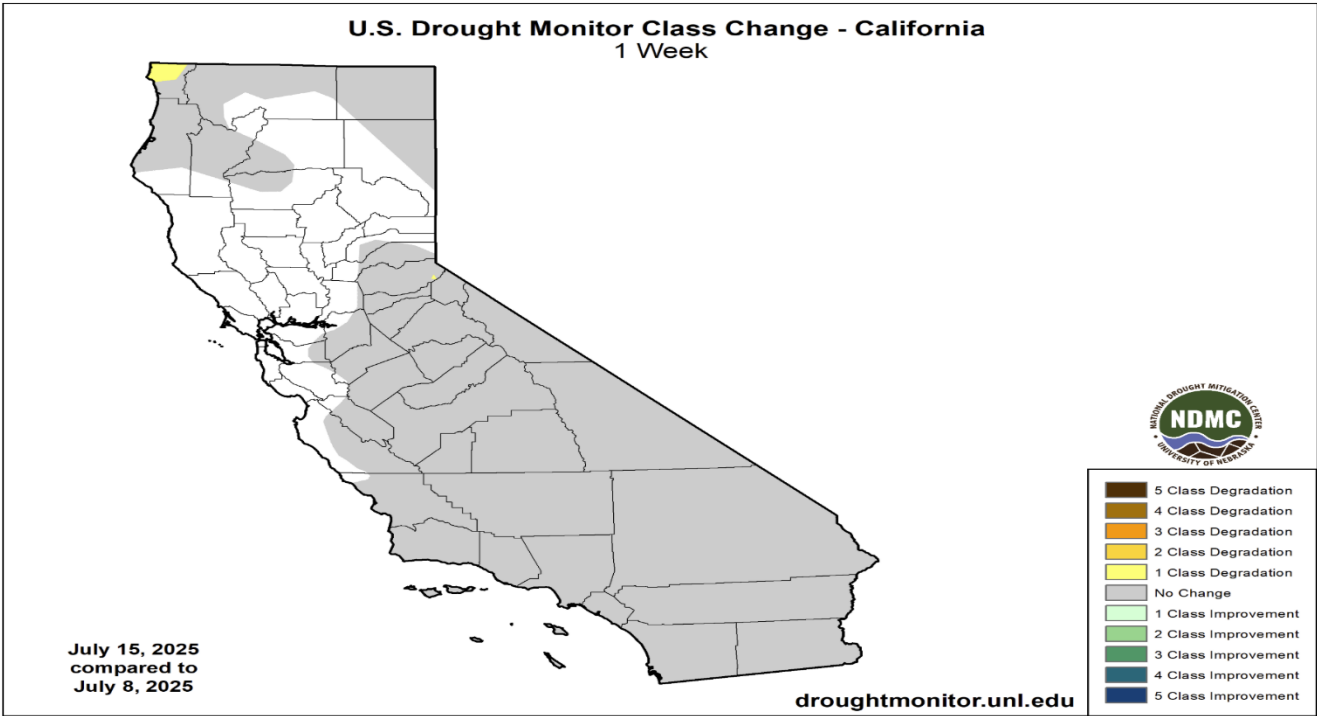 U.S. Drought Monitor Class Change - California
1 Week
NATIONAL DROUGHT MITIGATION CENTER
NDMC
UNIVERSITY OF NEBRASKA
5 Class Degradation
4 Class Degradation
3 Class Degradation
2 Class Degradation
1 Class Degradation
No Change
1 Class Improvement
2 Class Improvement
3 Class Improvement
4 Class Improvement
5 Class Improvement
July 15, 2025
compared to
July 8, 2025
droughtmonitor.unl.edu